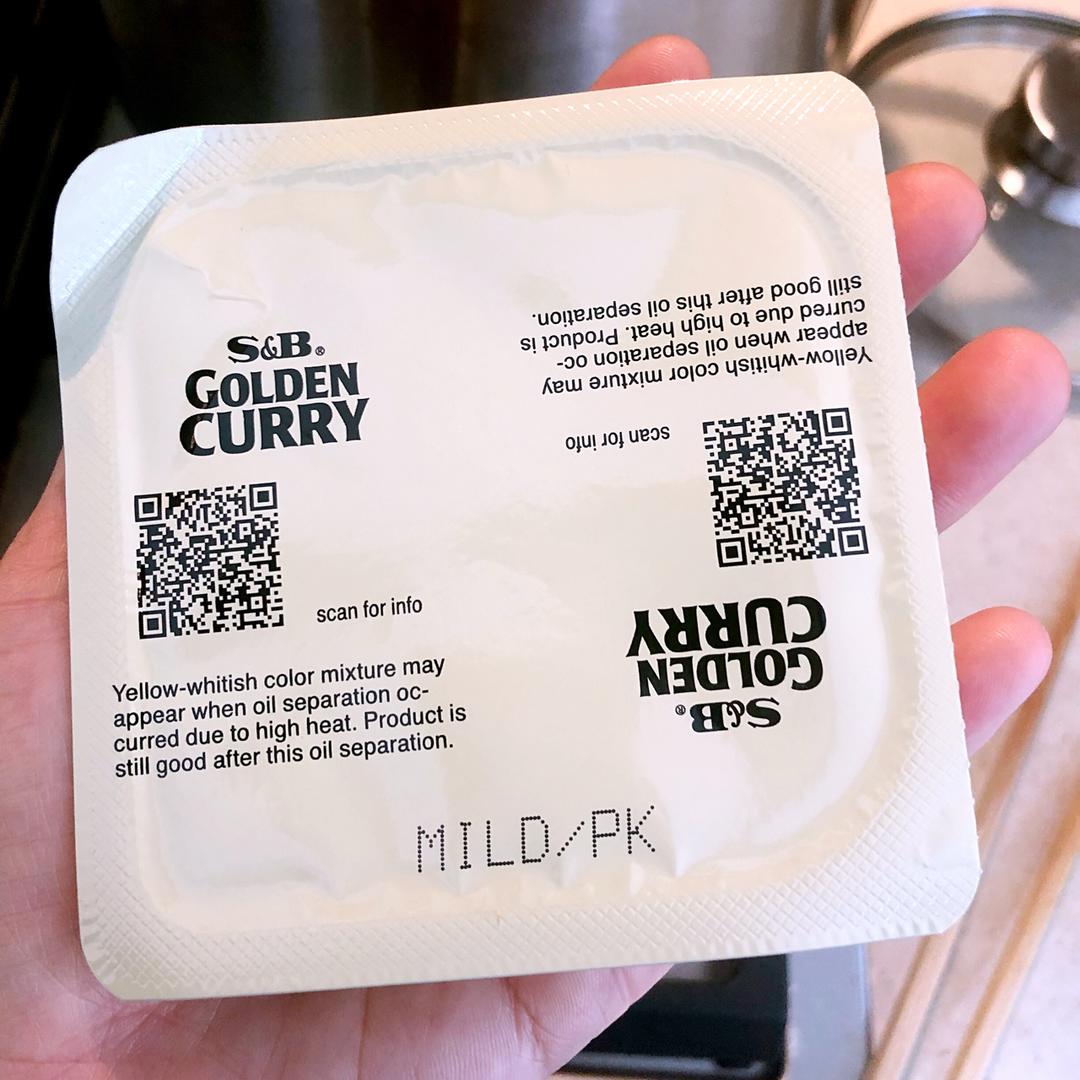 S&B®
GOLDEN
CURRY
scan for info
Yellow-whitish color mixture may
appear when oil separation oc-
curred due to high heat. Product is
still good after this oil separation.
MILD/PK
S&B®
GOLDEN
CURRY
scan for info
Yellow-whitish color mixture may
appear when oil separation oc-
curred due to high heat. Product is
still good after this oil separation.